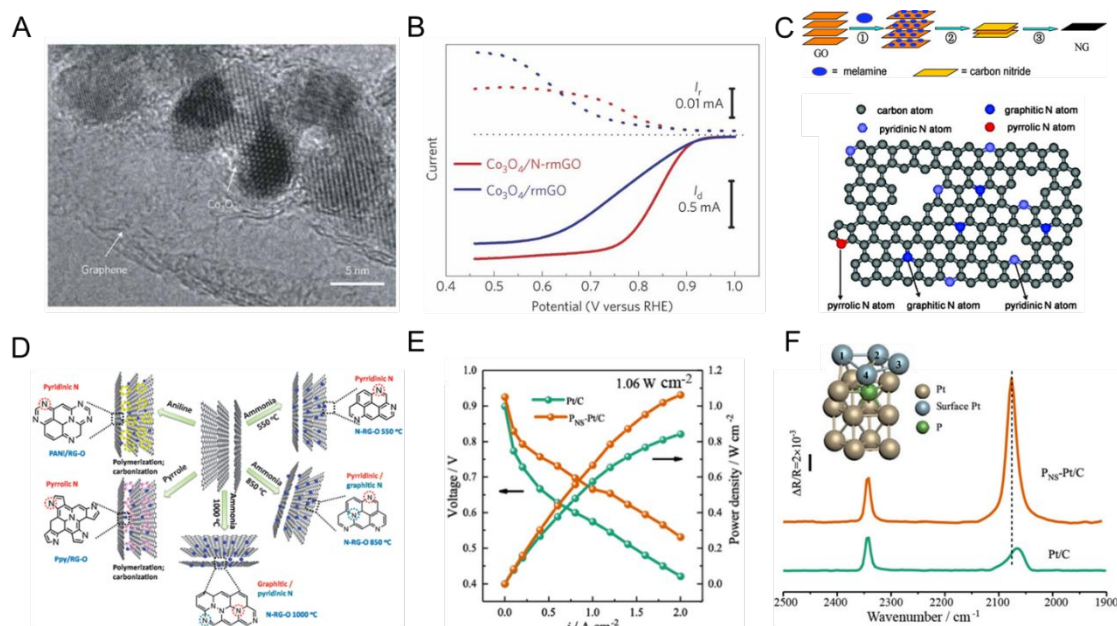 A
Graphene
5 nm
B
Current
I_r
0.01 mA
Co₃O₄/N-rmGO
Co₃O₄/rmGO
I_d
0.5 mA
0.4 0.5 0.6 0.7 0.8 0.9 1.0
Potential (V versus RHE)
C
GO
①
②
③
NG
= melamine
= carbon nitride
carbon atom
graphitic N atom
pyridinic N atom
pyrrolic N atom
pyrrolic N atom
graphitic N atom
pyridinic N atom
D
Pyridinic N
N
N
N
N
PANI/RG-O
Aniline
Polymerization;
carbonization
Ammonia
550 °C
Pyrridinic N
N
N
N-RG-O 550 °C
Pyrrolic N
N
N
N
N
Ppy/RG-O
Pyrrole
Polymerization;
carbonization
Ammonia
850 °C
Pyrridinic /
graphitic N
N
N
N
N-RG-O 850 °C
Ammonia
1000 °C
Graphitic /
pyridinic N
N
N
N
N
N-RG-O 1000 °C
E
1.06 W cm⁻²
Pt/C
P_NS-Pt/C
Voltage / V
1.0
0.9
0.8
0.7
0.6
0.5
0.4
0.0 0.5 1.0 1.5 2.0
1.2
1.0
0.8
0.6
0.4
0.2
0.0
Power density / W cm⁻²
F
1
2
3
4
Pt
Surface Pt
P
ΔR/R=2×10⁻³
P_NS-Pt/C
Pt/C
2500 2400 2300 2200 2100 2000 1900
Wavenumber / cm⁻¹